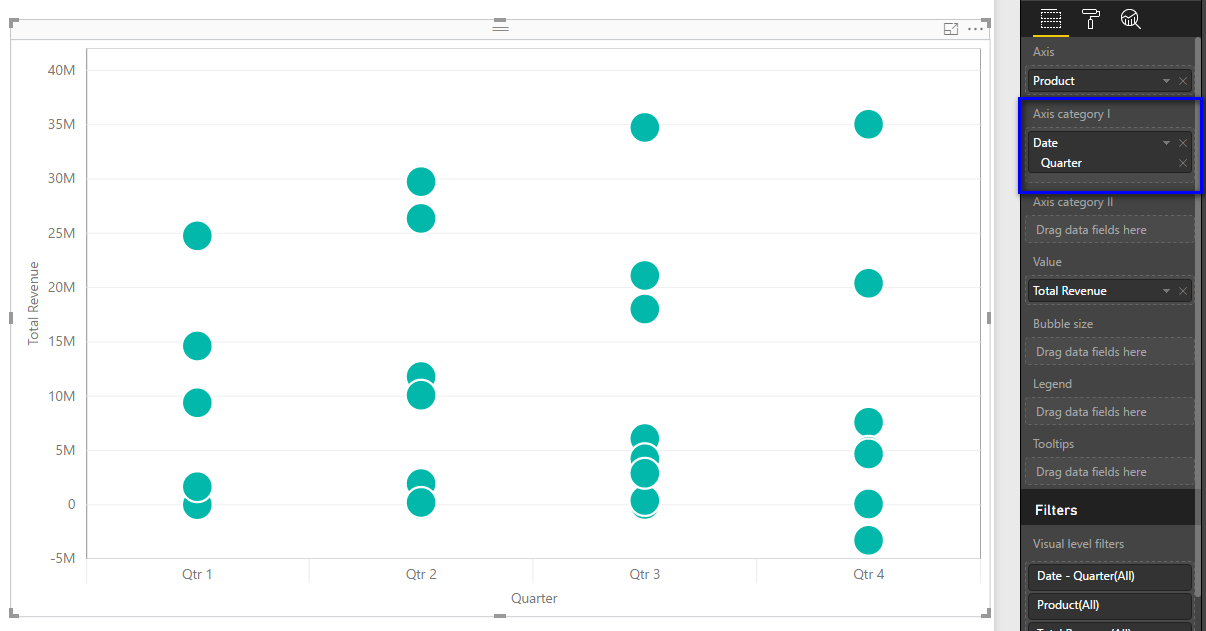 40M
35M
30M
25M
20M
15M
10M
5M
0
-5M
Total Revenue
Qtr 1
Qtr 2
Qtr 3
Qtr 4
Quarter
Axis
Product
Axis category I
Date
Quarter
Axis category II
Drag data fields here
Value
Total Revenue
Bubble size
Drag data fields here
Legend
Drag data fields here
Tooltips
Drag data fields here
Filters
Visual level filters
Date - Quarter(All)
Product(All)
Total Revenue(All)